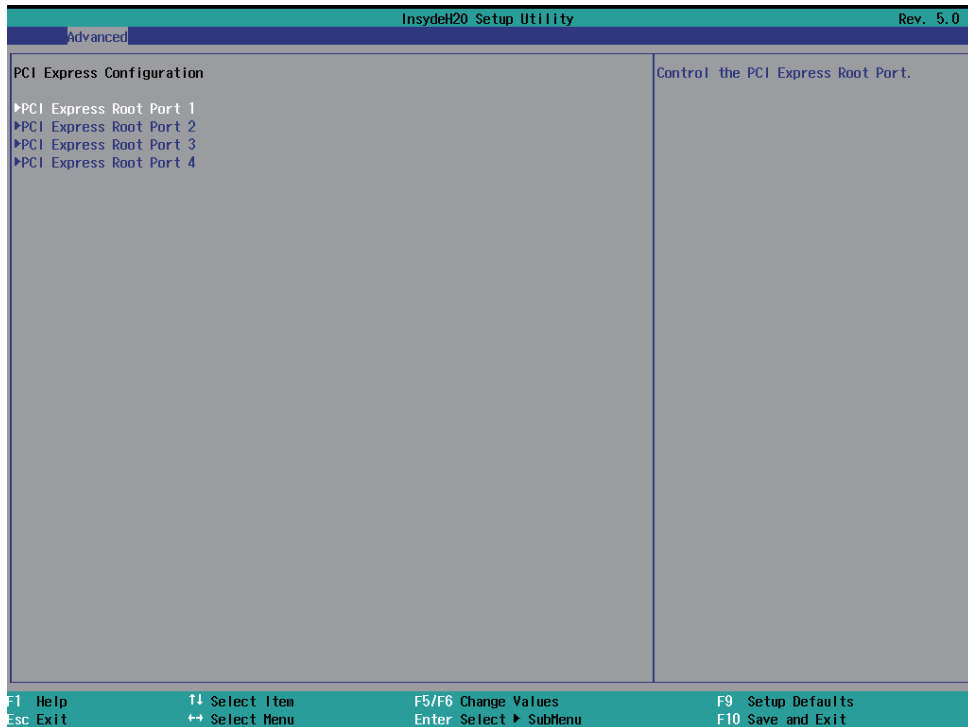 InsydeH20 Setup Utility Rev. 5.0
Advanced
PCI Express Configuration
Control the PCI Express Root Port.
▶PCI Express Root Port 1
▶PCI Express Root Port 2
▶PCI Express Root Port 3
▶PCI Express Root Port 4
F1 Help ↑↓ Select Item F5/F6 Change Values F9 Setup Defaults
Esc Exit ↔ Select Menu Enter Select ▶ SubMenu F10 Save and Exit